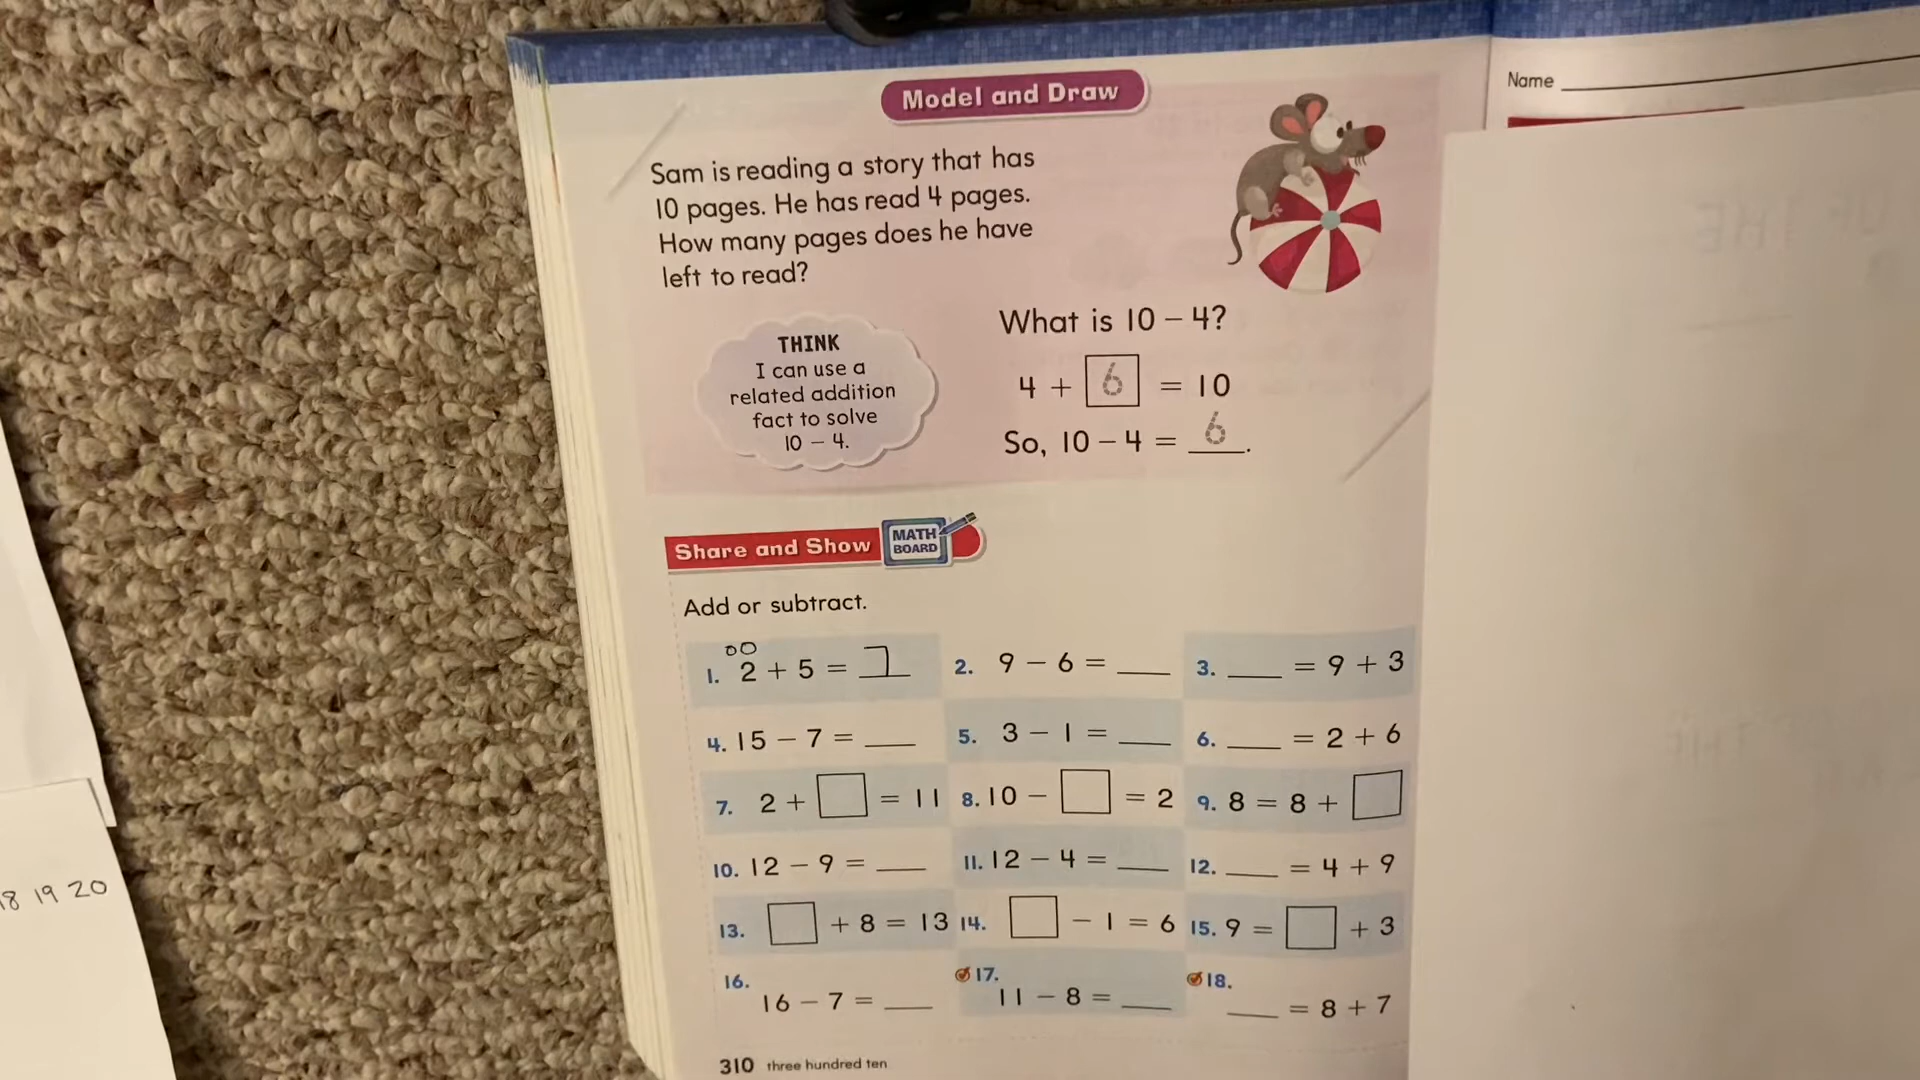 Model and Draw
Name
Sam is reading a story that has
10 pages. He has read 4 pages.
How many pages does he have
left to read?
THINK
I can use a
related addition
fact to solve
10 − 4.
What is 10 − 4?
4 + 6 = 10
So, 10 − 4 = 6.
Share and Show
MATH
BOARD
Add or subtract.
1. 2 + 5 = 7
2. 9 − 6 = ___
3. ___ = 9 + 3
4. 15 − 7 = ___
5. 3 − 1 = ___
6. ___ = 2 + 6
7. 2 + □ = 11
8. 10 − □ = 2
9. 8 = 8 + □
10. 12 − 9 = ___
11. 12 − 4 = ___
12. ___ = 4 + 9
13. □ + 8 = 13
14. □ − 1 = 6
15. 9 = □ + 3
16. 16 − 7 = ___
17. 11 − 8 = ___
18. ___ = 8 + 7
310 three hundred ten
18 19 20